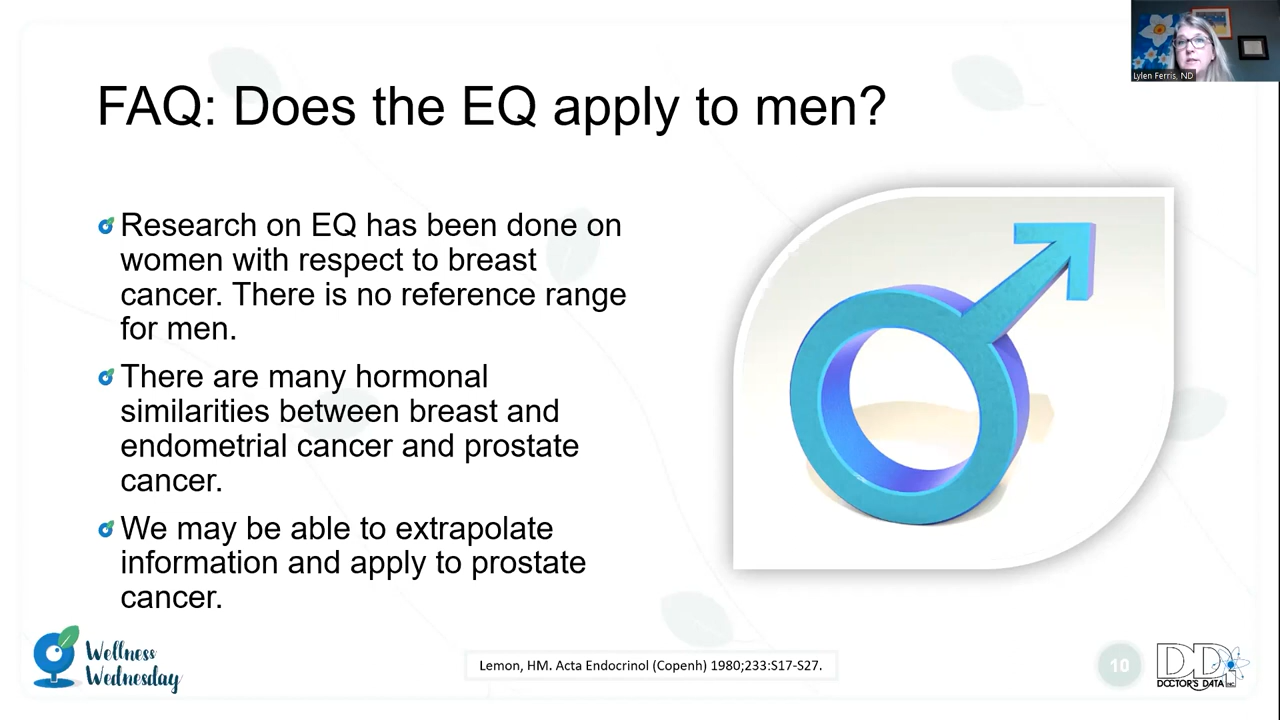 Lylen Ferris, ND
FAQ: Does the EQ apply to men?
Research on EQ has been done on
women with respect to breast
cancer. There is no reference range
for men.
There are many hormonal
similarities between breast and
endometrial cancer and prostate
cancer.
We may be able to extrapolate
information and apply to prostate
cancer.
Wellness
Wednesday
Lemon, HM. Acta Endocrinol (Copenh) 1980;233:S17-S27.
10
DDI
DOCTOR'S DATA INC.